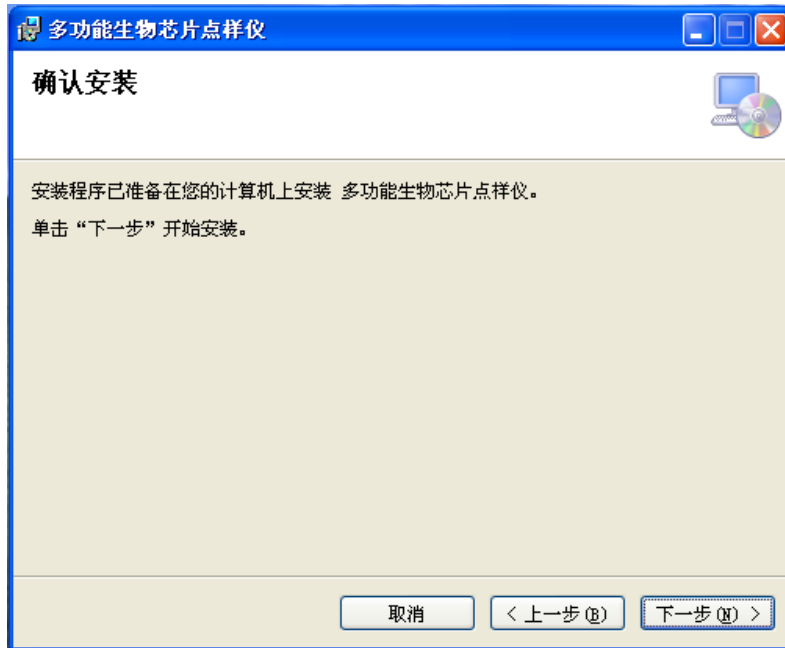 多功能生物芯片点样仪
确认安装
安装程序已准备在您的计算机上安装 多功能生物芯片点样仪。
单击“下一步”开始安装。
取消
< 上一步(B)
下一步(N) >